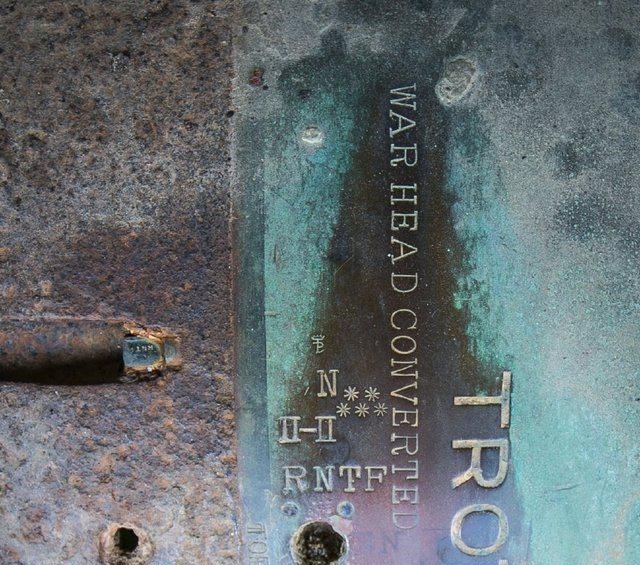 WAR HEAD CONVERTED
TRO
N
II-II
RNTF